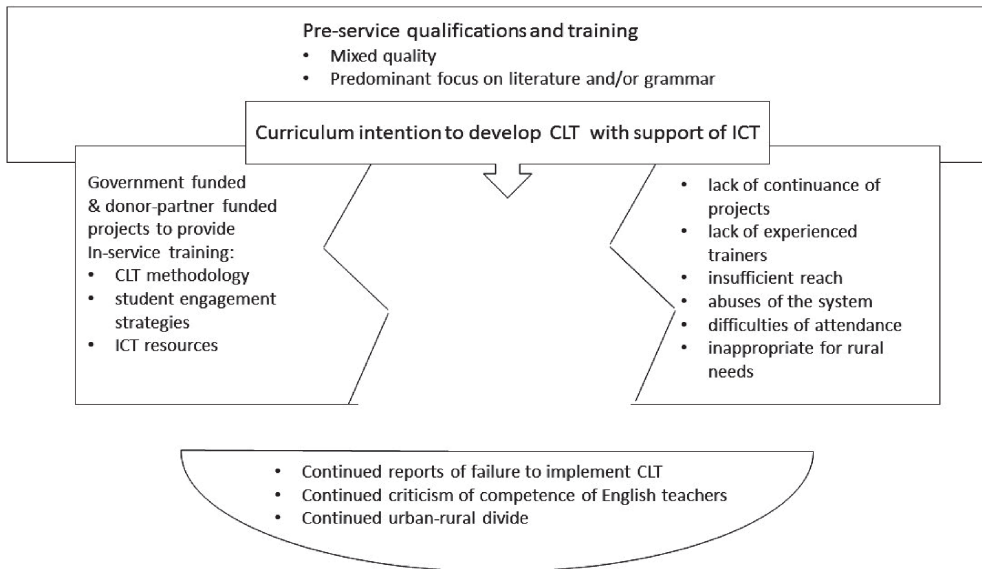 Pre-service qualifications and training
• Mixed quality
• Predominant focus on literature and/or grammar
Curriculum intention to develop CLT with support of ICT
Government funded
& donor-partner funded
projects to provide
In-service training:
• CLT methodology
• student engagement
strategies
• ICT resources
• lack of continuance of
projects
• lack of experienced
trainers
• insufficient reach
• abuses of the system
• difficulties of attendance
• inappropriate for rural
needs
• Continued reports of failure to implement CLT
• Continued criticism of competence of English teachers
• Continued urban-rural divide